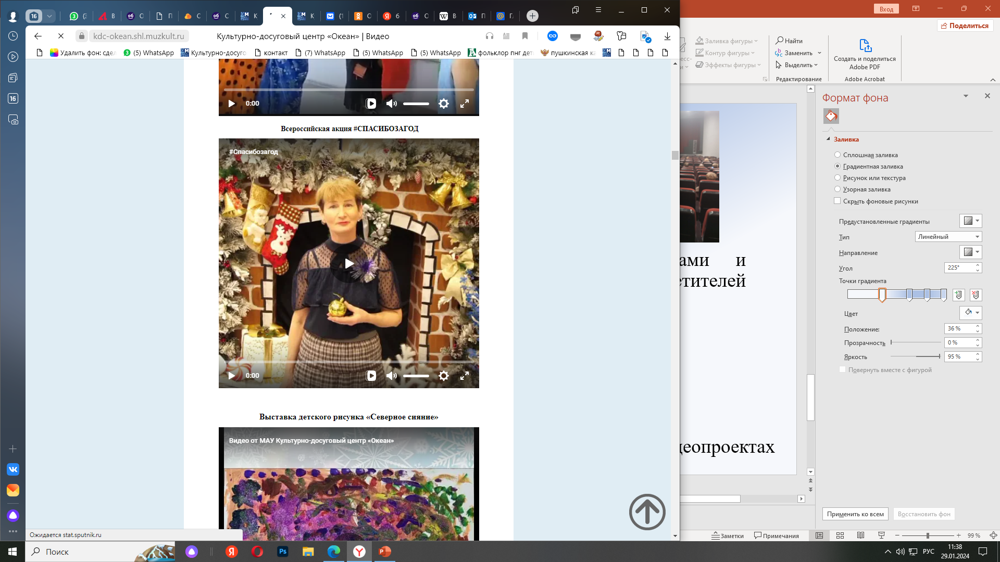 16
Вход
Поделиться
kdc-okean.shl.muzkult.ru
Культурно-досуговый центр «Океан» | Видео
Удалить фон: сдел
(5) WhatsApp
Культурно-досуго
контакт
(7) WhatsApp
(5) WhatsApp
(5) WhatsApp
фольклор пнг дет
пушкинская ка
Заливка фигуры
Контур фигуры
Эффекты фигуры
Найти
Заменить
Выделить
Редактирование
Создать и поделиться
Adobe PDF
Adobe Acrobat
16
0:00
Всероссийская акция #СПАСИБОЗАГОД
#Спасибозагод
0:00
Выставка детского рисунка «Северное сияние»
Видео от МАУ Культурно-досуговый центр «Океан»
Ожидается stat.sputnik.ru
ами и
етителей
деопроектах
Формат фона
Заливка
Сплошная заливка
Градиентная заливка
Рисунок или текстура
Узорная заливка
Скрыть фоновые рисунки
Предустановленные градиенты
Тип
Линейный
Направление
Угол
225°
Точки градиента
Цвет
Положение:
36 %
Прозрачность
0 %
Яркость
95 %
Повернуть вместе с фигурой
Применить ко всем
Восстановить фон
Заметки
Примечания
99 %
Поиск
РУС
11:38
29.01.2024